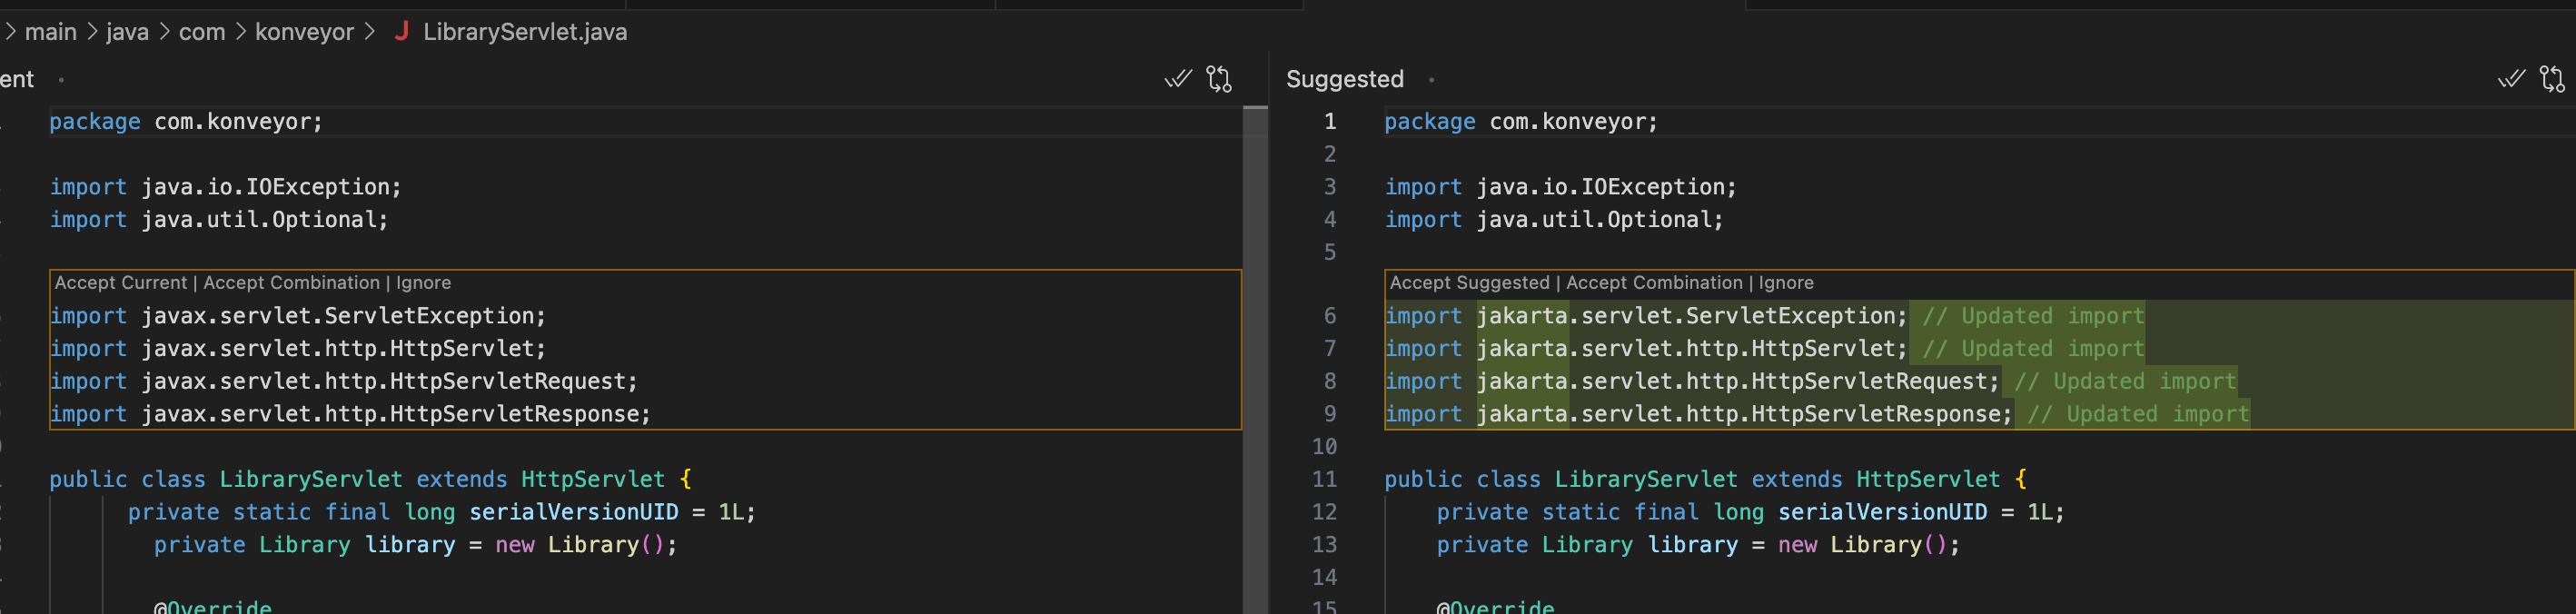 main java com konveyor LibraryServlet.java
ent
package com.konveyor;
import java.io.IOException;
import java.util.Optional;
Accept Current | Accept Combination | Ignore
import javax.servlet.ServletException;
import javax.servlet.http.HttpServlet;
import javax.servlet.http.HttpServletRequest;
import javax.servlet.http.HttpServletResponse;
public class LibraryServlet extends HttpServlet {
private static final long serialVersionUID = 1L;
private Library library = new Library();
@Override
Suggested
1 package com.konveyor;
2
3 import java.io.IOException;
4 import java.util.Optional;
5
Accept Suggested | Accept Combination | Ignore
6 import jakarta.servlet.ServletException; // Updated import
7 import jakarta.servlet.http.HttpServlet; // Updated import
8 import jakarta.servlet.http.HttpServletRequest; // Updated import
9 import jakarta.servlet.http.HttpServletResponse; // Updated import
10
11 public class LibraryServlet extends HttpServlet {
12 private static final long serialVersionUID = 1L;
13 private Library library = new Library();
14
15 @Override